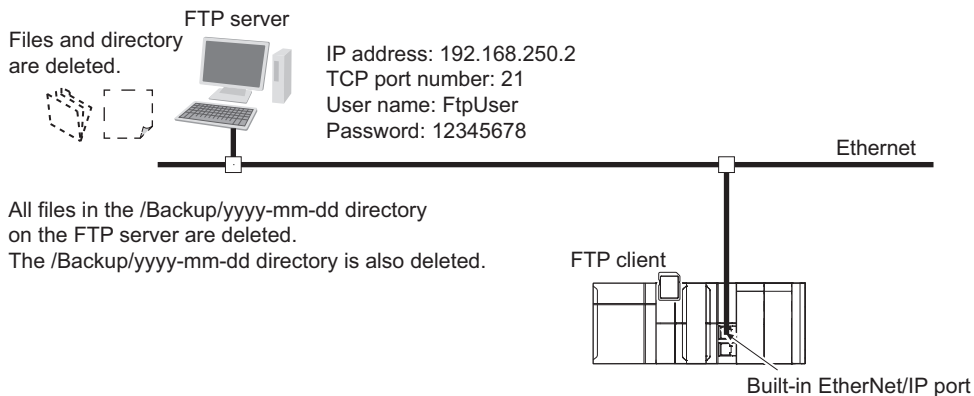 FTP server
Files and directory
are deleted.
IP address: 192.168.250.2
TCP port number: 21
User name: FtpUser
Password: 12345678
Ethernet
All files in the /Backup/yyyy-mm-dd directory
on the FTP server are deleted.
The /Backup/yyyy-mm-dd directory is also deleted.
FTP client
Built-in EtherNet/IP port